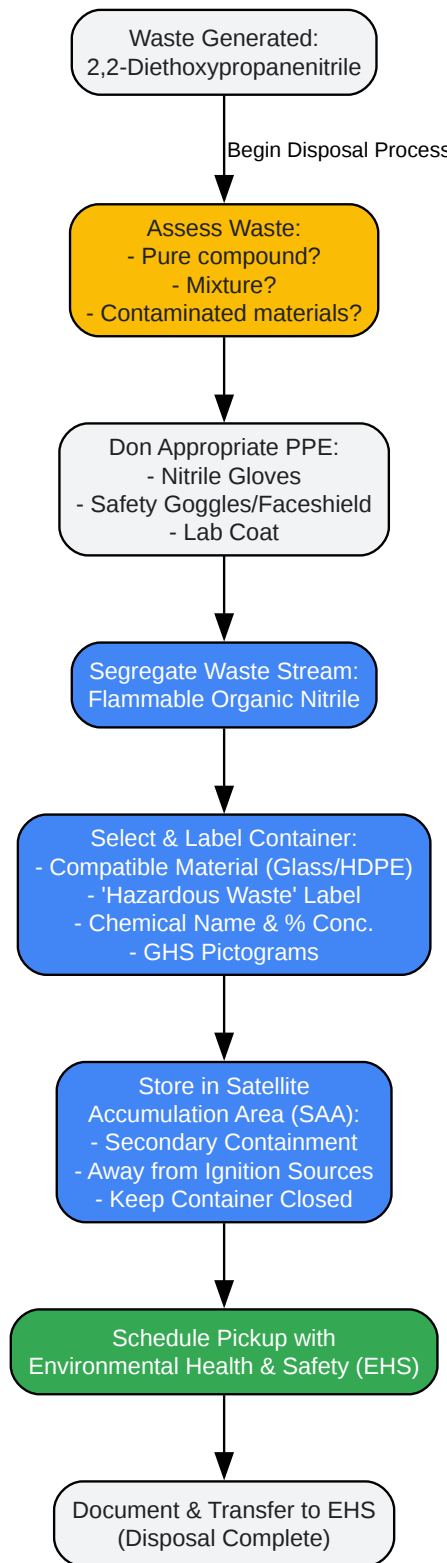 Waste Generated:
2,2-Diethoxypropanenitrile
Begin Disposal Process
Assess Waste:
- Pure compound?
- Mixture?
- Contaminated materials?
Don Appropriate PPE:
- Nitrile Gloves
- Safety Goggles/Faceshield
- Lab Coat
Segregate Waste Stream:
Flammable Organic Nitrile
Select & Label Container:
- Compatible Material (Glass/HDPE)
- 'Hazardous Waste' Label
- Chemical Name & % Conc.
- GHS Pictograms
Store in Satellite
Accumulation Area (SAA):
- Secondary Containment
- Away from Ignition Sources
- Keep Container Closed
Schedule Pickup with
Environmental Health & Safety (EHS)
Document & Transfer to EHS
(Disposal Complete)